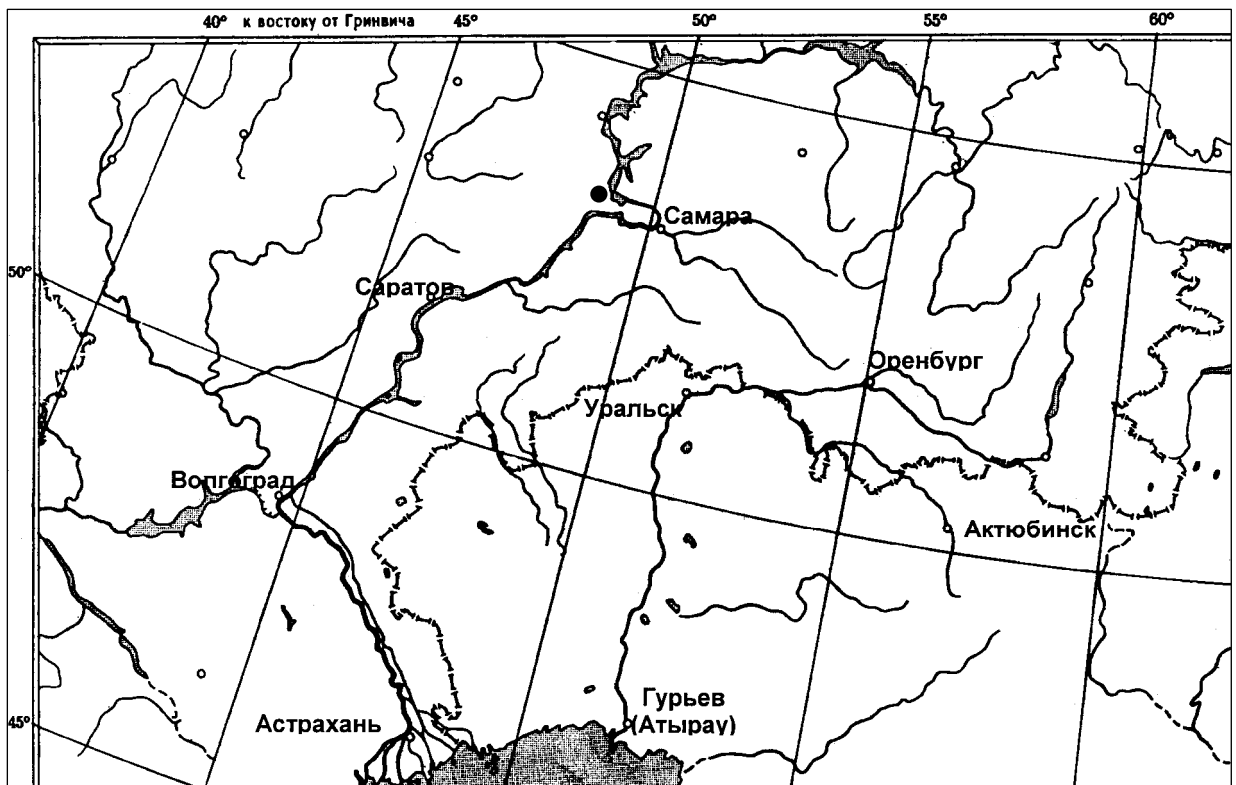 40° к востоку от Гринвича 45° 50° 55° 60°
Самара
50°
Саратов
Оренбург
Уральск
Волгоград
Актюбинск
Гурьев
45° Астрахань (Атырау)